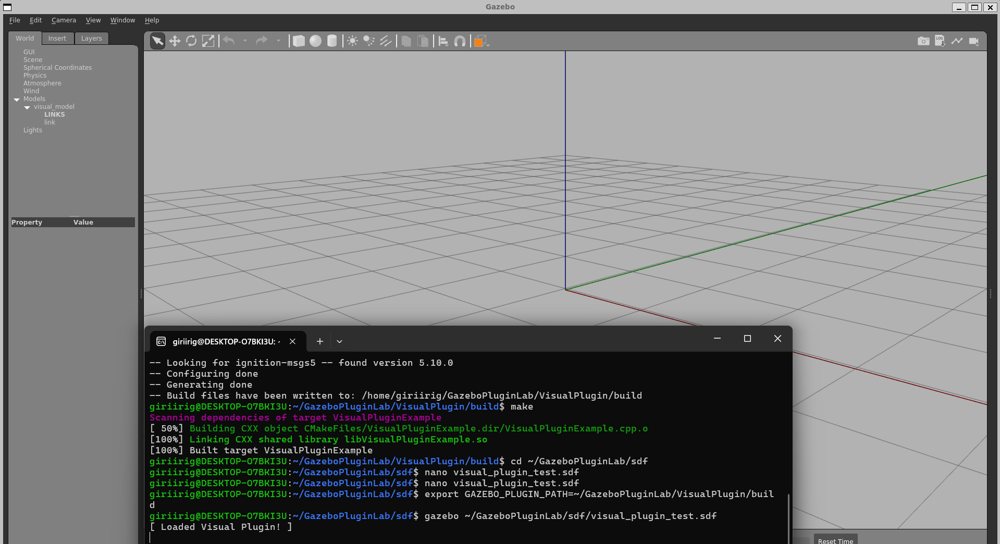 Gazebo
File Edit Camera View Window Help
World Insert Layers
GUI
Scene
Spherical Coordinates
Physics
Atmosphere
Wind
Models
visual_model
LINKS
link
Lights
Property Value
LOG
giriirig@DESKTOP-O7BKI3U: ~
-- Looking for ignition-msgs5 -- found version 5.10.0
-- Configuring done
-- Generating done
-- Build files have been written to: /home/giriirig/GazeboPluginLab/VisualPlugin/build
giriirig@DESKTOP-O7BKI3U:~/GazeboPluginLab/VisualPlugin/build$ make
Scanning dependencies of target VisualPluginExample
[ 50%] Building CXX object CMakeFiles/VisualPluginExample.dir/VisualPluginExample.cpp.o
[100%] Linking CXX shared library libVisualPluginExample.so
[100%] Built target VisualPluginExample
giriirig@DESKTOP-O7BKI3U:~/GazeboPluginLab/VisualPlugin/build$ cd ~/GazeboPluginLab/sdf
giriirig@DESKTOP-O7BKI3U:~/GazeboPluginLab/sdf$ nano visual_plugin_test.sdf
giriirig@DESKTOP-O7BKI3U:~/GazeboPluginLab/sdf$ nano visual_plugin_test.sdf
giriirig@DESKTOP-O7BKI3U:~/GazeboPluginLab/sdf$ export GAZEBO_PLUGIN_PATH=~/GazeboPluginLab/VisualPlugin/buil
d
giriirig@DESKTOP-O7BKI3U:~/GazeboPluginLab/sdf$ gazebo ~/GazeboPluginLab/sdf/visual_plugin_test.sdf
[ Loaded Visual Plugin! ]
Reset Time